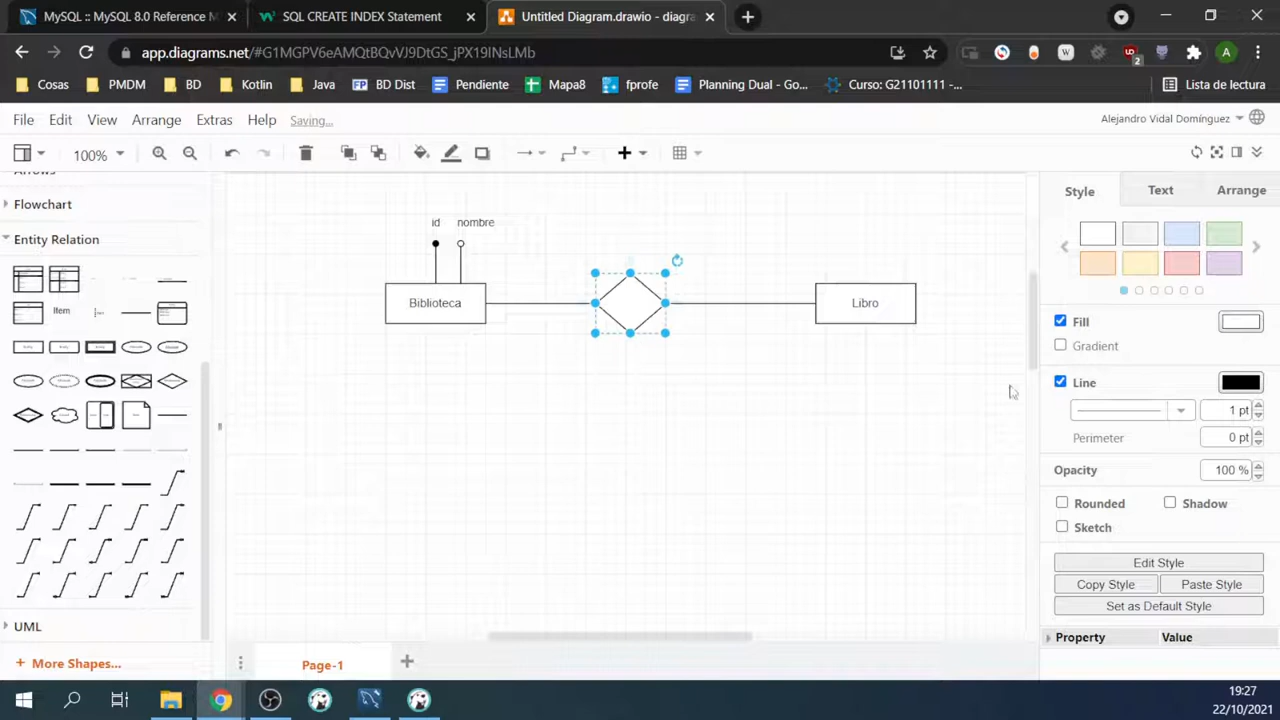 MySQL :: MySQL 8.0 Reference M
SQL CREATE INDEX Statement
Untitled Diagram.drawio - diagra
app.diagrams.net/#G1MGPV6eAMQtBQvVJ9DtGS_jPX19INsLMb
A
2
Cosas
PMDM
BD
Kotlin
Java
FP BD Dist
Pendiente
Mapa8
fprofe
Planning Dual - Go...
Curso: G21101111 -...
Lista de lectura
File Edit View Arrange Extras Help Saving...
Alejandro Vidal Domínguez
100%
Arrows
Flowchart
Entity Relation
Item
UML
+ More Shapes...
id nombre
Biblioteca
Libro
Style Text Arrange
Fill
Gradient
Line
1 pt
Perimeter 0 pt
Opacity 100 %
Rounded Shadow
Sketch
Edit Style
Copy Style Paste Style
Set as Default Style
Property Value
Page-1
19:27
22/10/2021